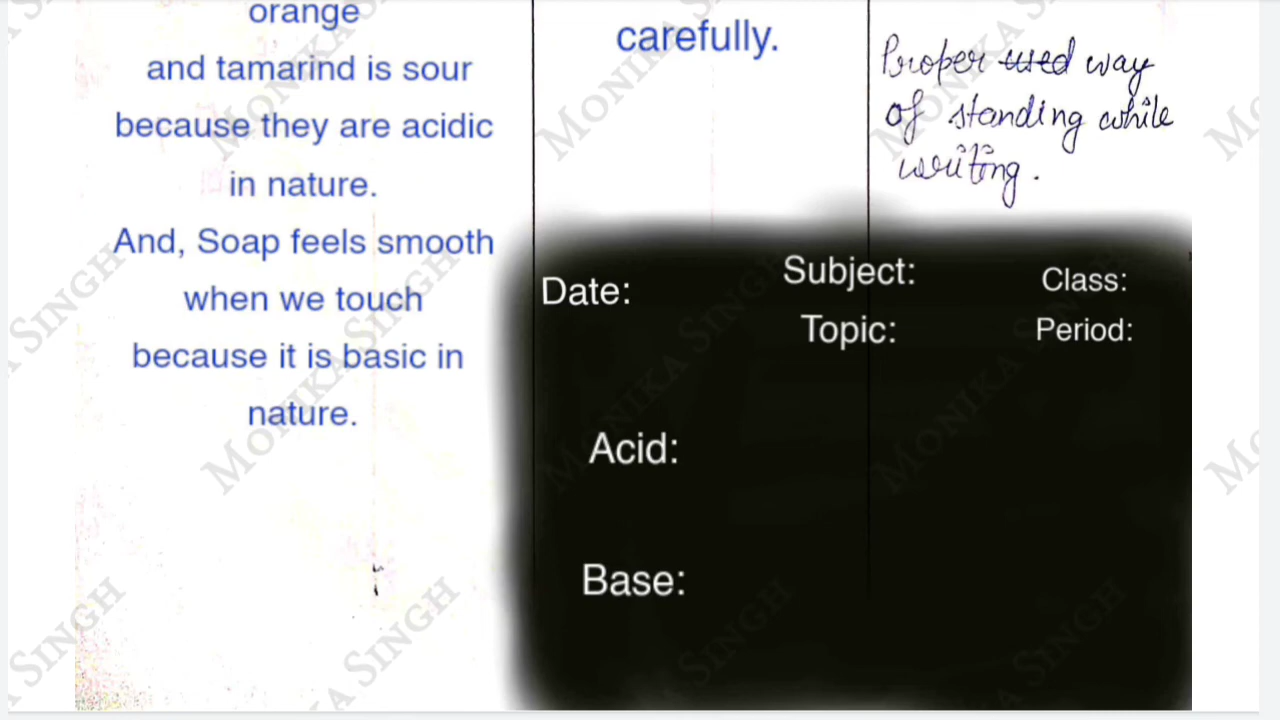 orange
and tamarind is sour
because they are acidic
in nature.
And, Soap feels smooth
when we touch
because it is basic in
nature.
carefully.
Proper used way
of standing while
writing.
Date:
Subject:
Class:
Topic:
Period:
Acid:
Base:
MONIKA SINGH